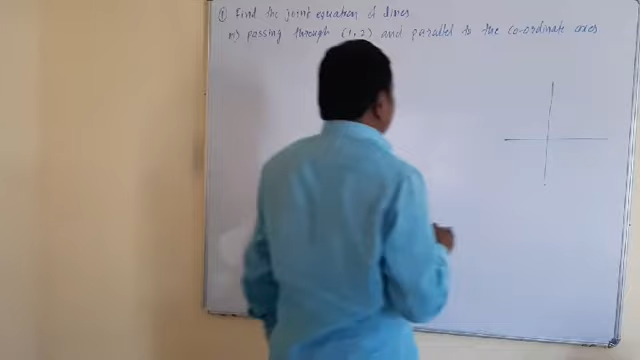 ① Find the joint equation of lines
m) passing through (1, 2) and parallel to the co-ordinate axes